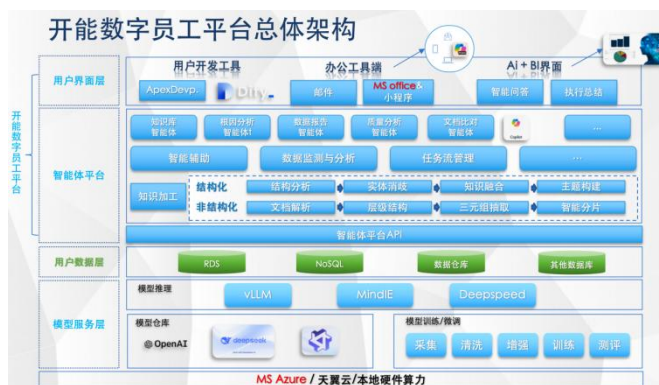 开能数字员工平台总体架构
用户开发工具
办公工具端
Ai + BI界面
开能数字员工平台
用户界面层
ApexDevp.
Dify_
邮件
MS office &
小程序
智能问答
执行总结
智能体平台
知识库
智能体
相因分析
智能体t
数据报告
智能体
质量分析
智能体
文档比对
智能体
Copilot
...
智能辅助
数据监测与分析
任务流管理
...
知识加工
结构化
结构分析
实体消歧
知识融合
主题构建
非结构化
文档解析
层级结构
三元组抽取
智能分片
智能体平台API
用户数据层
RDS
NoSQL
数据仓库
其他数据库
模型服务层
模型推理
vLLM
MindIE
Deepspeed
模型仓库
OpenAI
deepseek
模型训练/微调
采集
清洗
增强
训练
测评
MS Azure / 天翼云/本地硬件算力